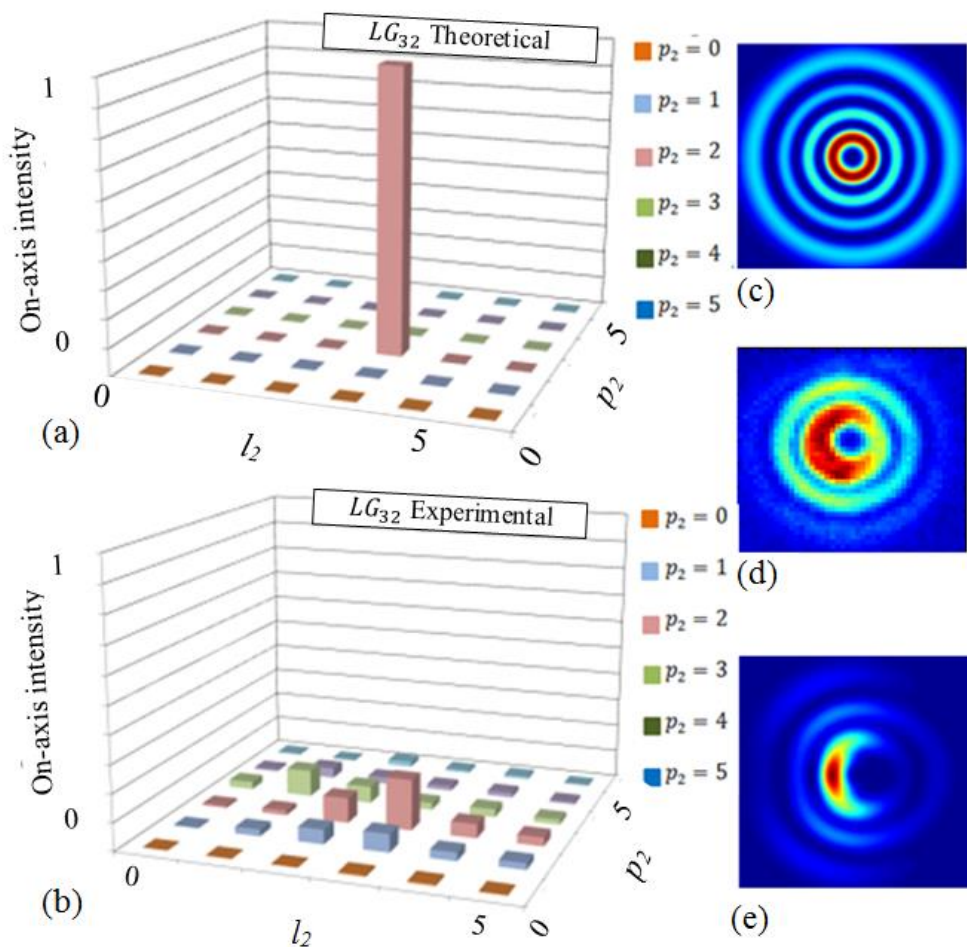 LG₃₂ Theoretical
On-axis intensity
1
0
0
l₂
5
0
p₂
5
(a)
p₂ = 0
p₂ = 1
p₂ = 2
p₂ = 3
p₂ = 4
p₂ = 5
(c)
(d)
LG₃₂ Experimental
On-axis intensity
1
0
0
l₂
5
0
p₂
5
(b)
p₂ = 0
p₂ = 1
p₂ = 2
p₂ = 3
p₂ = 4
p₂ = 5
(e)